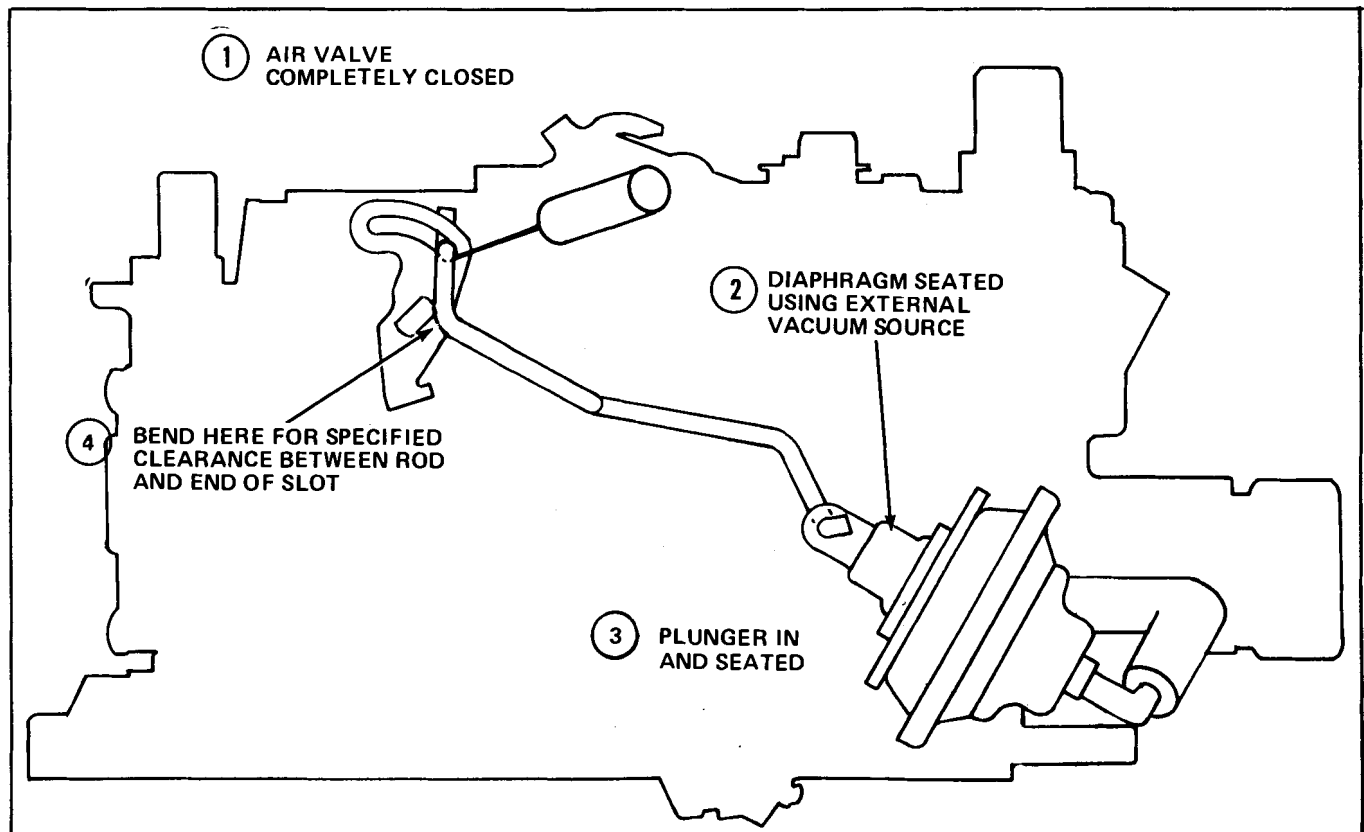 1 AIR VALVE
COMPLETELY CLOSED
2 DIAPHRAGM SEATED
USING EXTERNAL
VACUUM SOURCE
4 BEND HERE FOR SPECIFIED
CLEARANCE BETWEEN ROD
AND END OF SLOT
3 PLUNGER IN
AND SEATED